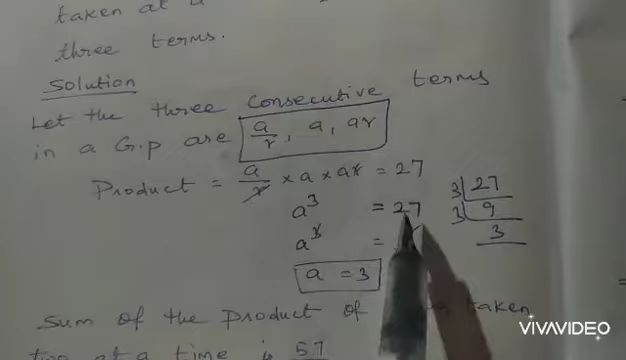 taken at a
three terms.
Solution
Let the three consecutive terms
in a G.p are a/r, a, ar
Product = a/r × a × ar = 27
a³ = 27
a³ =
a = 3
3 27
3 9
3
Sum of the Product of taken
at a time is 57
VIVAVIDEO